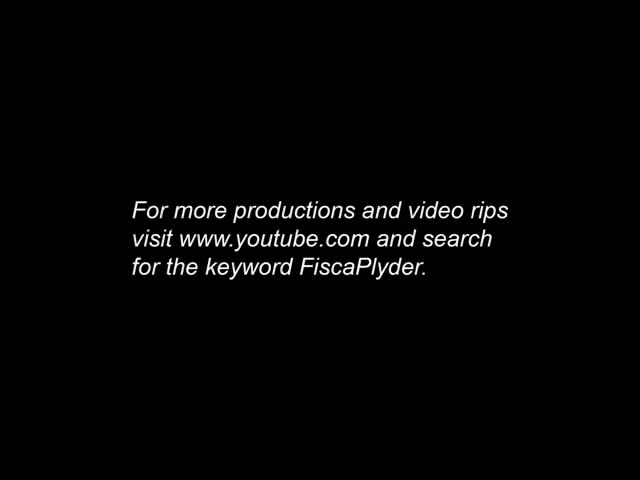 For more productions and video rips
visit www.youtube.com and search
for the keyword FiscaPlyder.